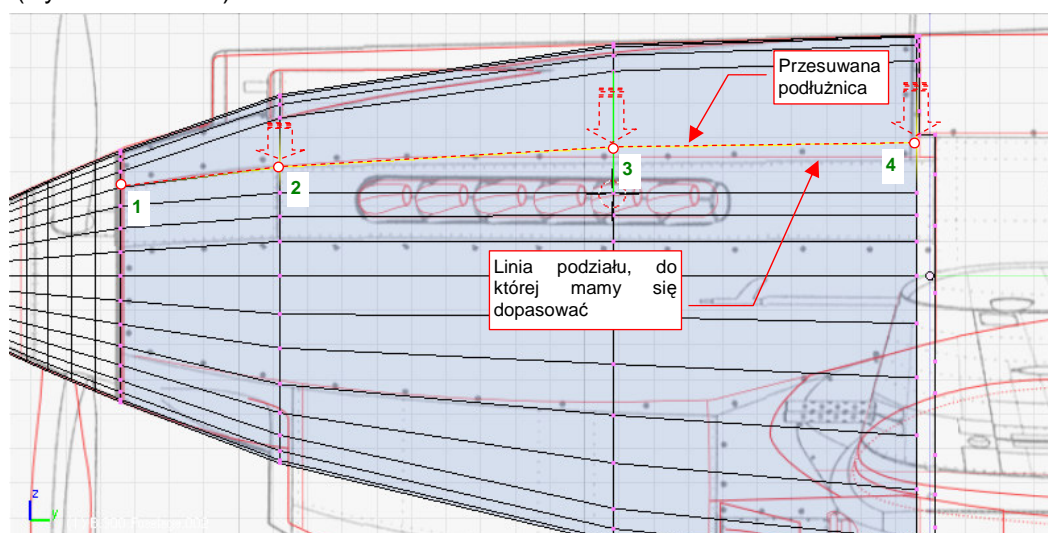 Przesuwana
podłużnica
1
2
3
4
Linia podziału, do
której mamy się
dopasować
z
y